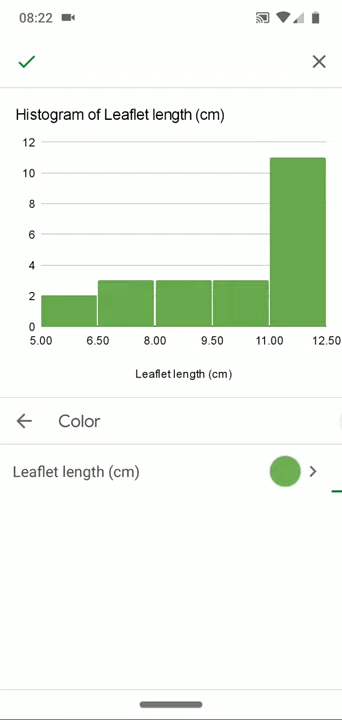 08:22
Histogram of Leaflet length (cm)
12
10
8
6
4
2
0
5.00 6.50 8.00 9.50 11.00 12.50
Leaflet length (cm)
Color
Leaflet length (cm)